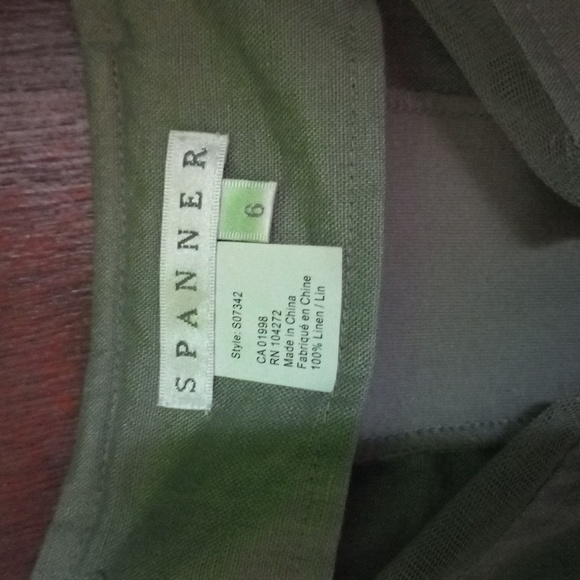 SPANNER
6
Style: S07342
CA 01998
RN 104272
Made in China
Fabriqué en Chine
100% Linen / Lin